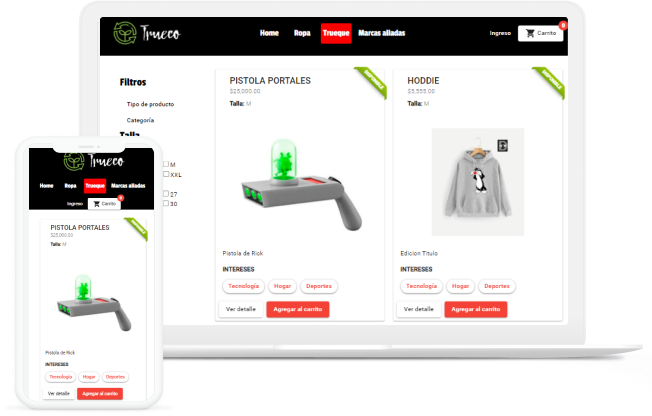 Trueco
Home Ropa Trueque Marcas aliadas
Ingreso Carrito 0
Filtros
Tipo de producto
Categoría
Talla
M
XXL
27
30
PISTOLA PORTALES
$25,000.00
Talla: M
DISPONIBLE
Pistola de Rick
INTERESES
Tecnología Hogar Deportes
Ver detalle Agregar al carrito
HODDIE
$5,555.00
Talla: M
DISPONIBLE
Edicion Titulo
INTERESES
Tecnología Hogar Deportes
Ver detalle Agregar al carrito
Trueco
Home Ropa Trueque Marcas aliadas
Ingreso Carrito 0
PISTOLA PORTALES
$25,000.00
Talla: M
DISPONIBLE
Pistola de Rick
INTERESES
Tecnología Hogar Deportes
Ver detalle Agregar al carrito